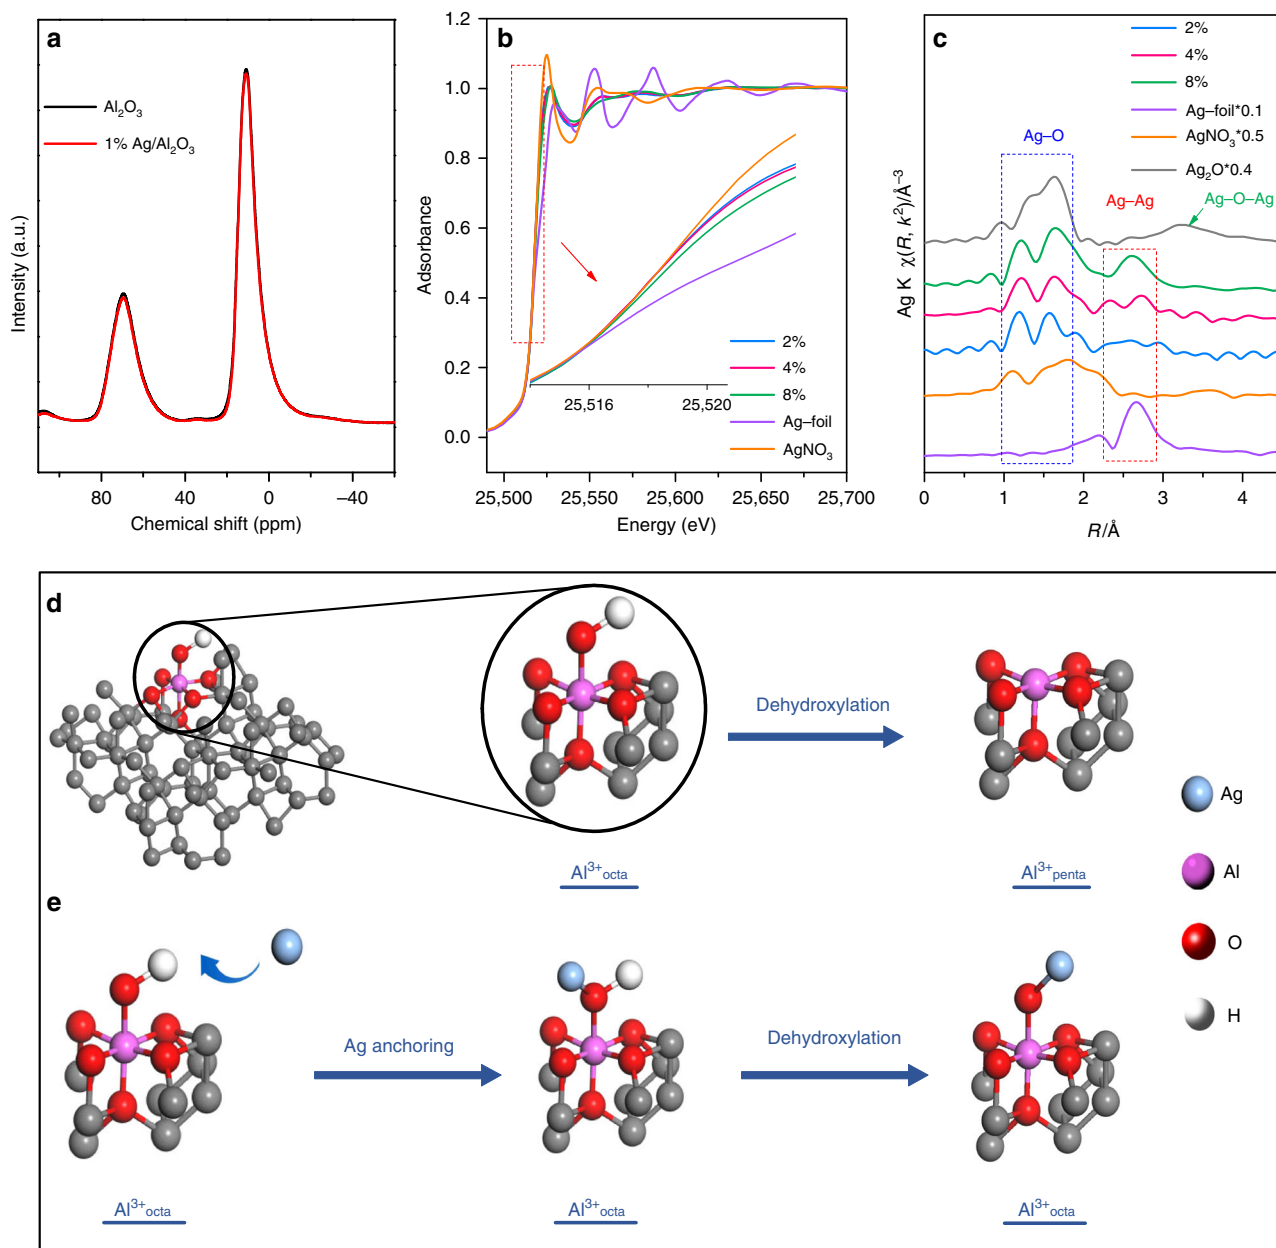 a
Al₂O₃
1% Ag/Al₂O₃
Intensity (a.u.)
80
40
0
–40
Chemical shift (ppm)
b
1.2
1.0
0.8
0.6
0.4
0.2
0.0
Adsorbance
25,516
25,520
2%
4%
8%
Ag–foil
AgNO₃
25,500
25,550
25,600
25,650
25,700
Energy (eV)
c
2%
4%
8%
Ag–foil*0.1
AgNO₃*0.5
Ag₂O*0.4
Ag–O
Ag–Ag
Ag–O–Ag
Ag K χ(R, k²)/Å⁻³
0
1
2
3
4
R/Å
d
Dehydroxylation
Al³⁺octa
Al³⁺penta
Ag
Al
O
H
e
Ag anchoring
Dehydroxylation
Al³⁺octa
Al³⁺octa
Al³⁺octa